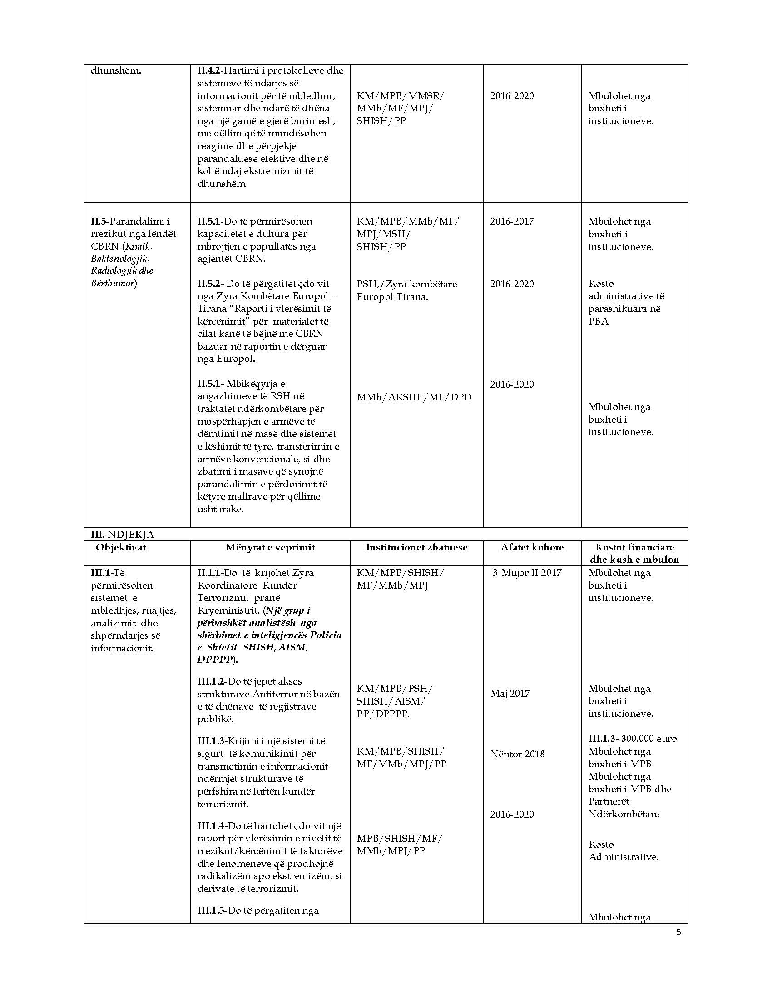 dhunshëm.
II.4.2-Hartimi i protokolleve dhe
sistemeve të ndarjes së
informacionit për të mbledhur,
sistemuar dhe ndarë të dhëna
nga një gamë e gjerë burimesh,
me qëllim që të mundësohen
reagime dhe përpjekje
parandaluese efektive dhe në
kohë ndaj ekstremizmit të
dhunshëm
KM/MPB/MMSR/
MMb/MF/MPJ/
SHISH/PP
2016-2020
Mbulohet nga
buxheti i
institucioneve.
II.5-Parandalimi i
rrezikut nga lëndët
CBRN (Kimik,
Bakteriologjik,
Radiologjik dhe
Bërthamor)
II.5.1-Do të përmirësohen
kapacitetet e duhura për
mbrojtjen e popullatës nga
agjentët CBRN.
II.5.2- Do të përgatitet çdo vit
nga Zyra Kombëtare Europol –
Tirana “Raporti i vlerësimit të
kërcënimit” për  materialet të
cilat kanë të bëjnë me CBRN
bazuar në raportin e dërguar
nga Europol.
II.5.1- Mbikëqyrja e
angazhimeve të RSH në
traktatet ndërkombëtare për
mospërhapjen e armëve të
dëmtimit në masë dhe sistemet
e lëshimit të tyre, transferimin e
armëve konvencionale, si dhe
zbatimi i masave që synojnë
parandalimin e përdorimit të
këtyre mallrave për qëllime
ushtarake.
KM/MPB/MMb/MF/
MPJ/MSH/
SHISH/PP
PSH,/Zyra kombëtare
Europol-Tirana.
MMb/AKSHE/MF/DPD
2016-2017
2016-2020
2016-2020
Mbulohet nga
buxheti i
institucioneve.
Kosto
administrative të
parashikuara në
PBA
Mbulohet nga
buxheti i
institucioneve.
III. NDJEKJA
Objektivat
Mënyrat e veprimit
Institucionet zbatuese
Afatet kohore
Kostot financiare
dhe kush e mbulon
III.1-Të
përmirësohen
sistemet  e
mbledhjes, ruajtjes,
analizimit  dhe
shpërndarjes së
informacionit.
II.1.1-Do  të  krijohet Zyra
Koordinatore  Kundër
Terrorizmit  pranë
Kryeministrit. (Një grup i
përbashkët analistësh  nga
shërbimet e inteligjencës Policia
e  Shtetit  SHISH, AISM,
DPPPP).
III.1.2-Do të jepet akses
strukturave Antiterror në bazën
e të dhënave  të regjistrave
publikë.
III.1.3-Krijimi i një sistemi të
sigurt  të komunikimit për
transmetimin e informacionit
ndërmjet strukturave të
përfshira në luftën kundër
terrorizmit.
III.1.4-Do të hartohet çdo vit një
raport për vlerësimin e nivelit të
rrezikut/kërcënimit të faktorëve
dhe fenomeneve që prodhojnë
radikalizëm apo ekstremizëm, si
derivate të terrorizmit.
III.1.5-Do të përgatiten nga
KM/MPB/SHISH/
MF/MMb/MPJ
KM/MPB/PSH/
SHISH/AISM/
PP/DPPPP.
KM/MPB/SHISH/
MF/MMb/MPJ/PP
MPB/SHISH/MF/
MMb/MPJ/PP
3-Mujor II-2017
Maj 2017
Nëntor 2018
2016-2020
Mbulohet nga
buxheti i
institucioneve.
Mbulohet nga
buxheti i
institucioneve.
III.1.3- 300.000 euro
Mbulohet nga
buxheti i MPB
Mbulohet nga
buxheti i MPB dhe
Partnerët
Ndërkombëtare
Kosto
Administrative.
Mbulohet nga
5